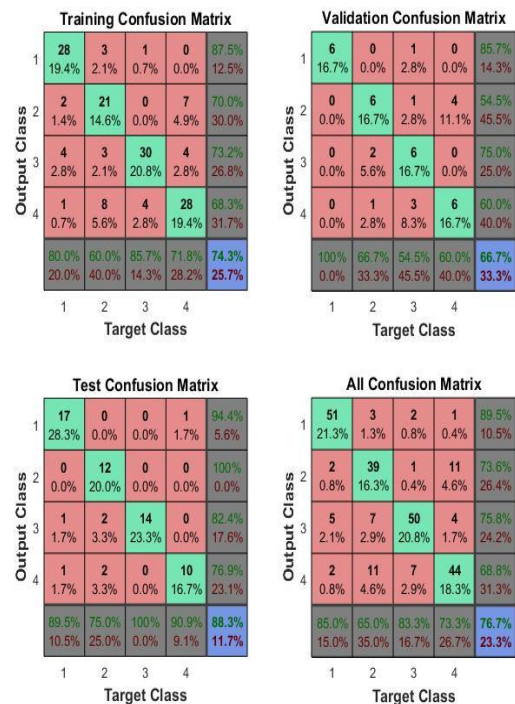 Training Confusion Matrix
28 3 1 0 87.5%
1
19.4% 2.1% 0.7% 0.0% 12.5%
2 21 0 7 70.0%
2
1.4% 14.6% 0.0% 4.9% 30.0%
4 3 30 4 73.2%
3
2.8% 2.1% 20.8% 2.8% 26.8%
1 8 4 28 68.3%
4
0.7% 5.6% 2.8% 19.4% 31.7%
80.0% 60.0% 85.7% 71.8% 74.3%
20.0% 40.0% 14.3% 28.2% 25.7%
1 2 3 4
Target Class
Output Class
Validation Confusion Matrix
6 0 1 0 85.7%
1
16.7% 0.0% 2.8% 0.0% 14.3%
0 6 1 4 54.5%
2
0.0% 16.7% 2.8% 11.1% 45.5%
0 2 6 0 75.0%
3
0.0% 5.6% 16.7% 0.0% 25.0%
0 1 3 6 60.0%
4
0.0% 2.8% 8.3% 16.7% 40.0%
100% 66.7% 54.5% 60.0% 66.7%
0.0% 33.3% 45.5% 40.0% 33.3%
1 2 3 4
Target Class
Output Class
Test Confusion Matrix
17 0 0 1 94.4%
1
28.3% 0.0% 0.0% 1.7% 5.6%
0 12 0 0 100%
2
0.0% 20.0% 0.0% 0.0% 0.0%
1 2 14 0 82.4%
3
1.7% 3.3% 23.3% 0.0% 17.6%
1 2 0 10 76.9%
4
1.7% 3.3% 0.0% 16.7% 23.1%
89.5% 75.0% 100% 90.9% 88.3%
10.5% 25.0% 0.0% 9.1% 11.7%
1 2 3 4
Target Class
Output Class
All Confusion Matrix
51 3 2 1 89.5%
1
21.3% 1.3% 0.8% 0.4% 10.5%
2 39 1 11 73.6%
2
0.8% 16.3% 0.4% 4.6% 26.4%
5 7 50 4 75.8%
3
2.1% 2.9% 20.8% 1.7% 24.2%
2 11 7 44 68.8%
4
0.8% 4.6% 2.9% 18.3% 31.3%
85.0% 65.0% 83.3% 73.3% 76.7%
15.0% 35.0% 16.7% 26.7% 23.3%
1 2 3 4
Target Class
Output Class